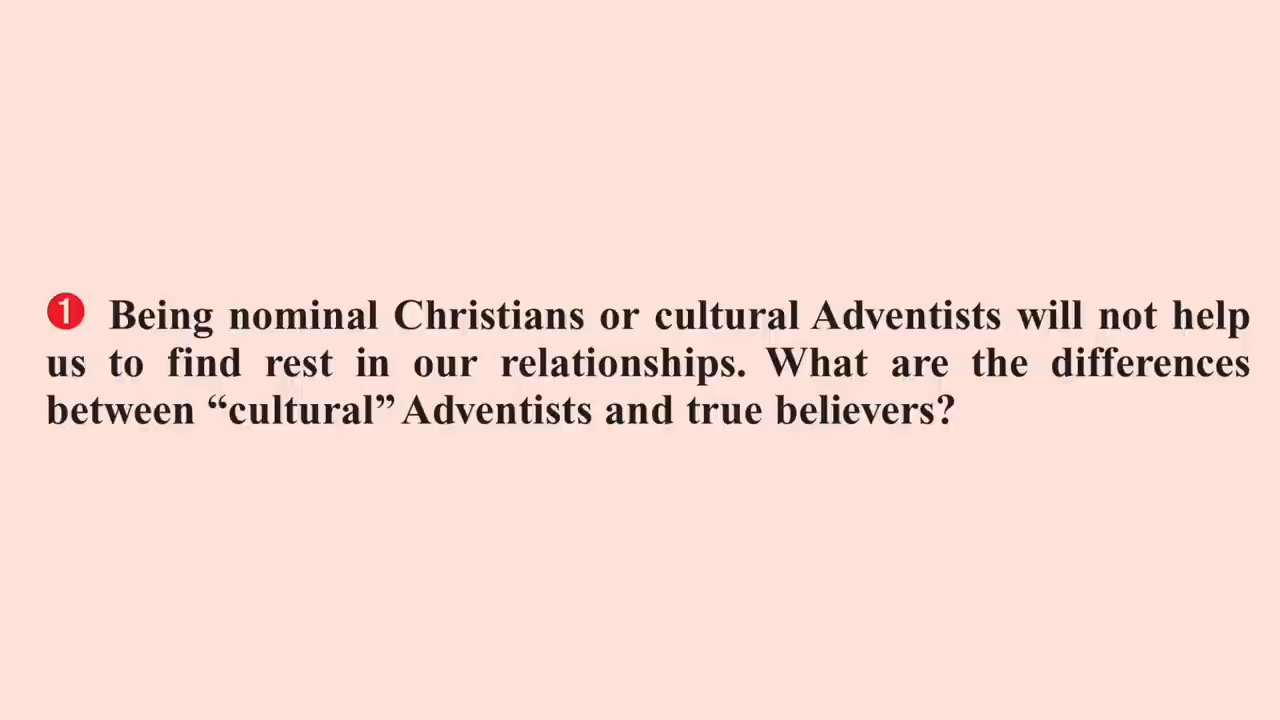 ❶ Being nominal Christians or cultural Adventists will not help
us to find rest in our relationships. What are the differences
between “cultural” Adventists and true believers?